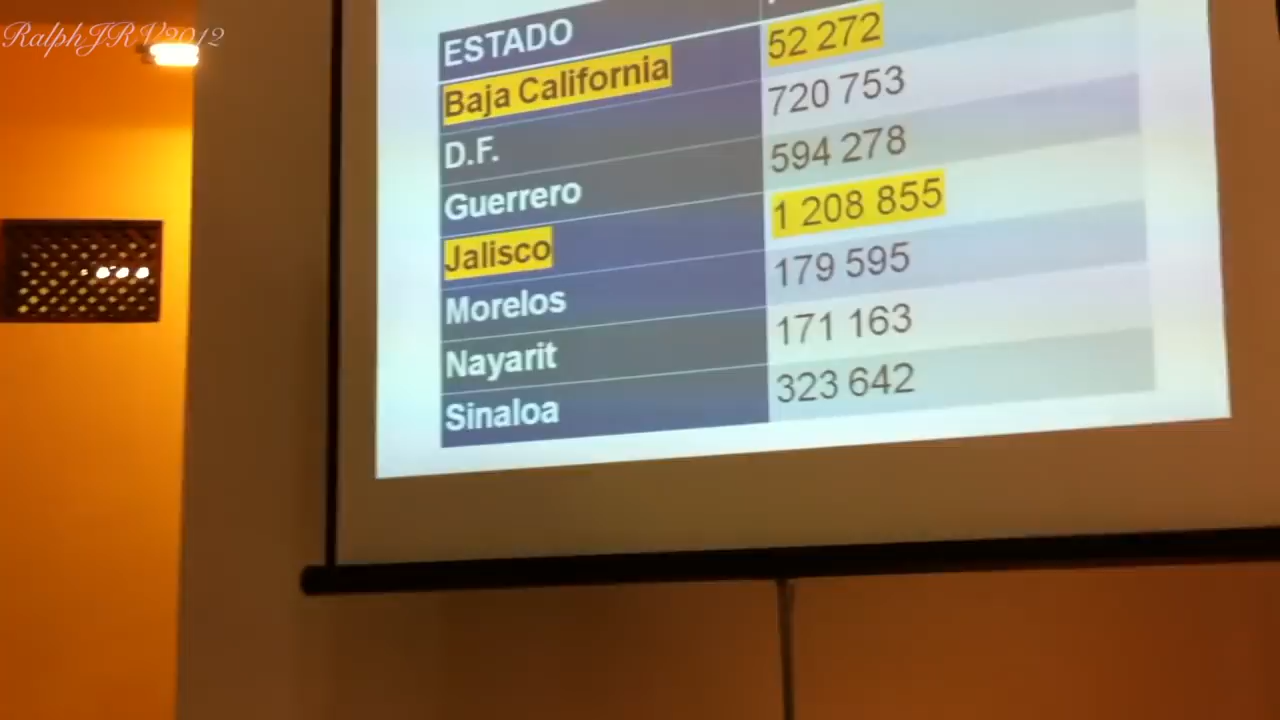 RalphJRV2012
ESTADO
Baja California 52 272
D.F. 720 753
Guerrero 594 278
Jalisco 1 208 855
Morelos 179 595
Nayarit 171 163
Sinaloa 323 642